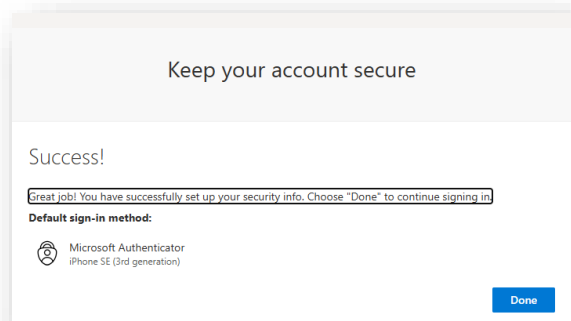 Keep your account secure
Success!
Great job! You have successfully set up your security info. Choose "Done" to continue signing in.
Default sign-in method:
Microsoft Authenticator
iPhone SE (3rd generation)
Done